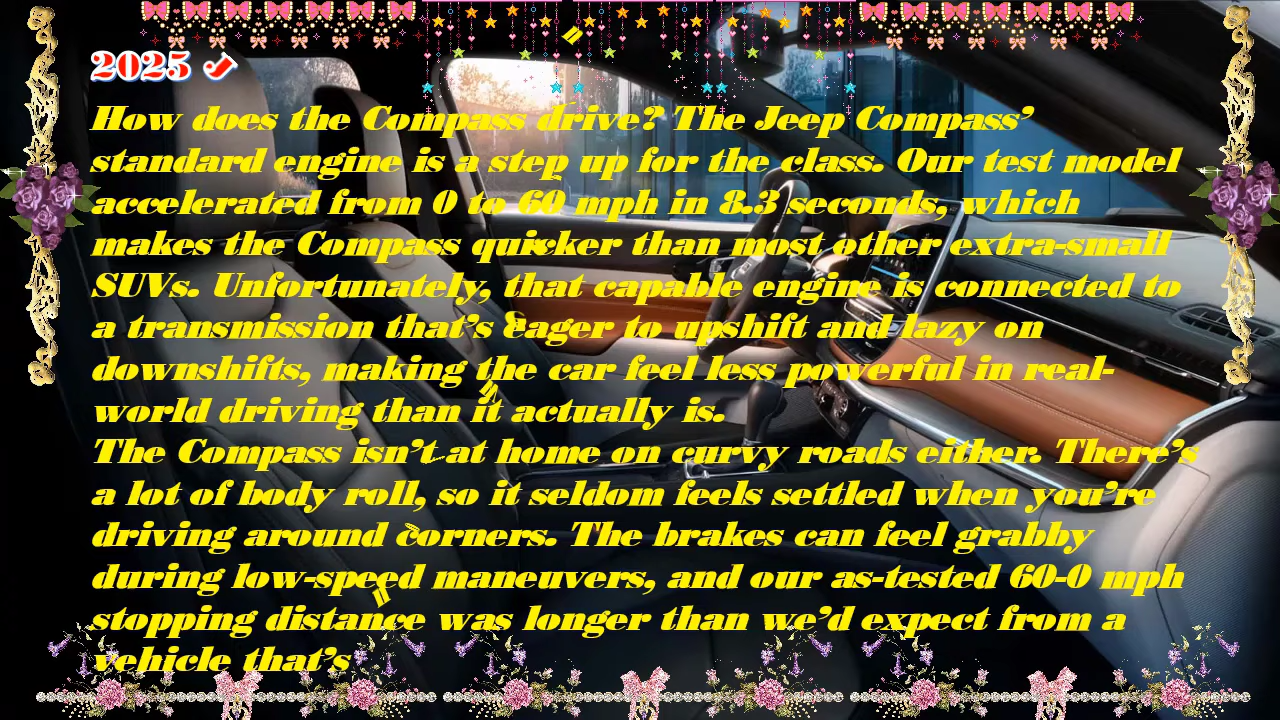 2025 ✓
How does the Compass drive? The Jeep Compass’
standard engine is a step up for the class. Our test model
accelerated from 0 to 60 mph in 8.3 seconds, which
makes the Compass quicker than most other extra-small
SUVs. Unfortunately, that capable engine is connected to
a transmission that’s eager to upshift and lazy on
downshifts, making the car feel less powerful in real-
world driving than it actually is.
The Compass isn’t at home on curvy roads either. There’s
a lot of body roll, so it seldom feels settled when you’re
driving around corners. The brakes can feel grabby
during low-speed maneuvers, and our as-tested 60-0 mph
stopping distance was longer than we’d expect from a
vehicle that’s